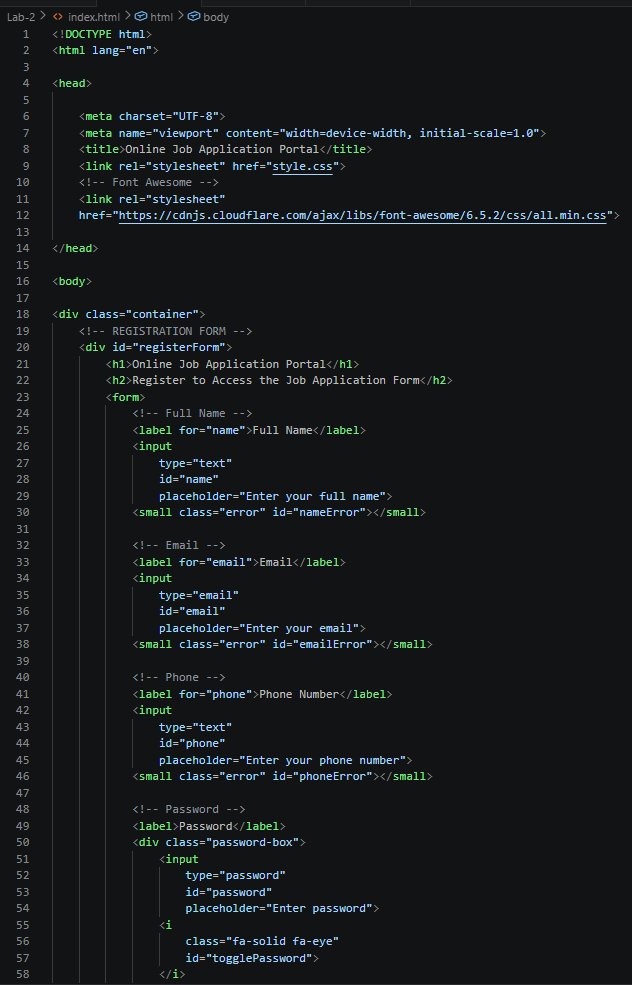 Lab-2 > <> index.html > html > body
1 <!DOCTYPE html>
2 <html lang="en">
3
4 <head>
5
6 <meta charset="UTF-8">
7 <meta name="viewport" content="width=device-width, initial-scale=1.0">
8 <title>Online Job Application Portal</title>
9 <link rel="stylesheet" href="style.css">
10 <!-- Font Awesome -->
11 <link rel="stylesheet"
12 href="https://cdnjs.cloudflare.com/ajax/libs/font-awesome/6.5.2/css/all.min.css">
13
14 </head>
15
16 <body>
17
18 <div class="container">
19 <!-- REGISTRATION FORM -->
20 <div id="registerForm">
21 <h1>Online Job Application Portal</h1>
22 <h2>Register to Access the Job Application Form</h2>
23 <form>
24 <!-- Full Name -->
25 <label for="name">Full Name</label>
26 <input
27 type="text"
28 id="name"
29 placeholder="Enter your full name">
30 <small class="error" id="nameError"></small>
31
32 <!-- Email -->
33 <label for="email">Email</label>
34 <input
35 type="email"
36 id="email"
37 placeholder="Enter your email">
38 <small class="error" id="emailError"></small>
39
40 <!-- Phone -->
41 <label for="phone">Phone Number</label>
42 <input
43 type="text"
44 id="phone"
45 placeholder="Enter your phone number">
46 <small class="error" id="phoneError"></small>
47
48 <!-- Password -->
49 <label>Password</label>
50 <div class="password-box">
51 <input
52 type="password"
53 id="password"
54 placeholder="Enter password">
55 <i
56 class="fa-solid fa-eye"
57 id="togglePassword">
58 </i>